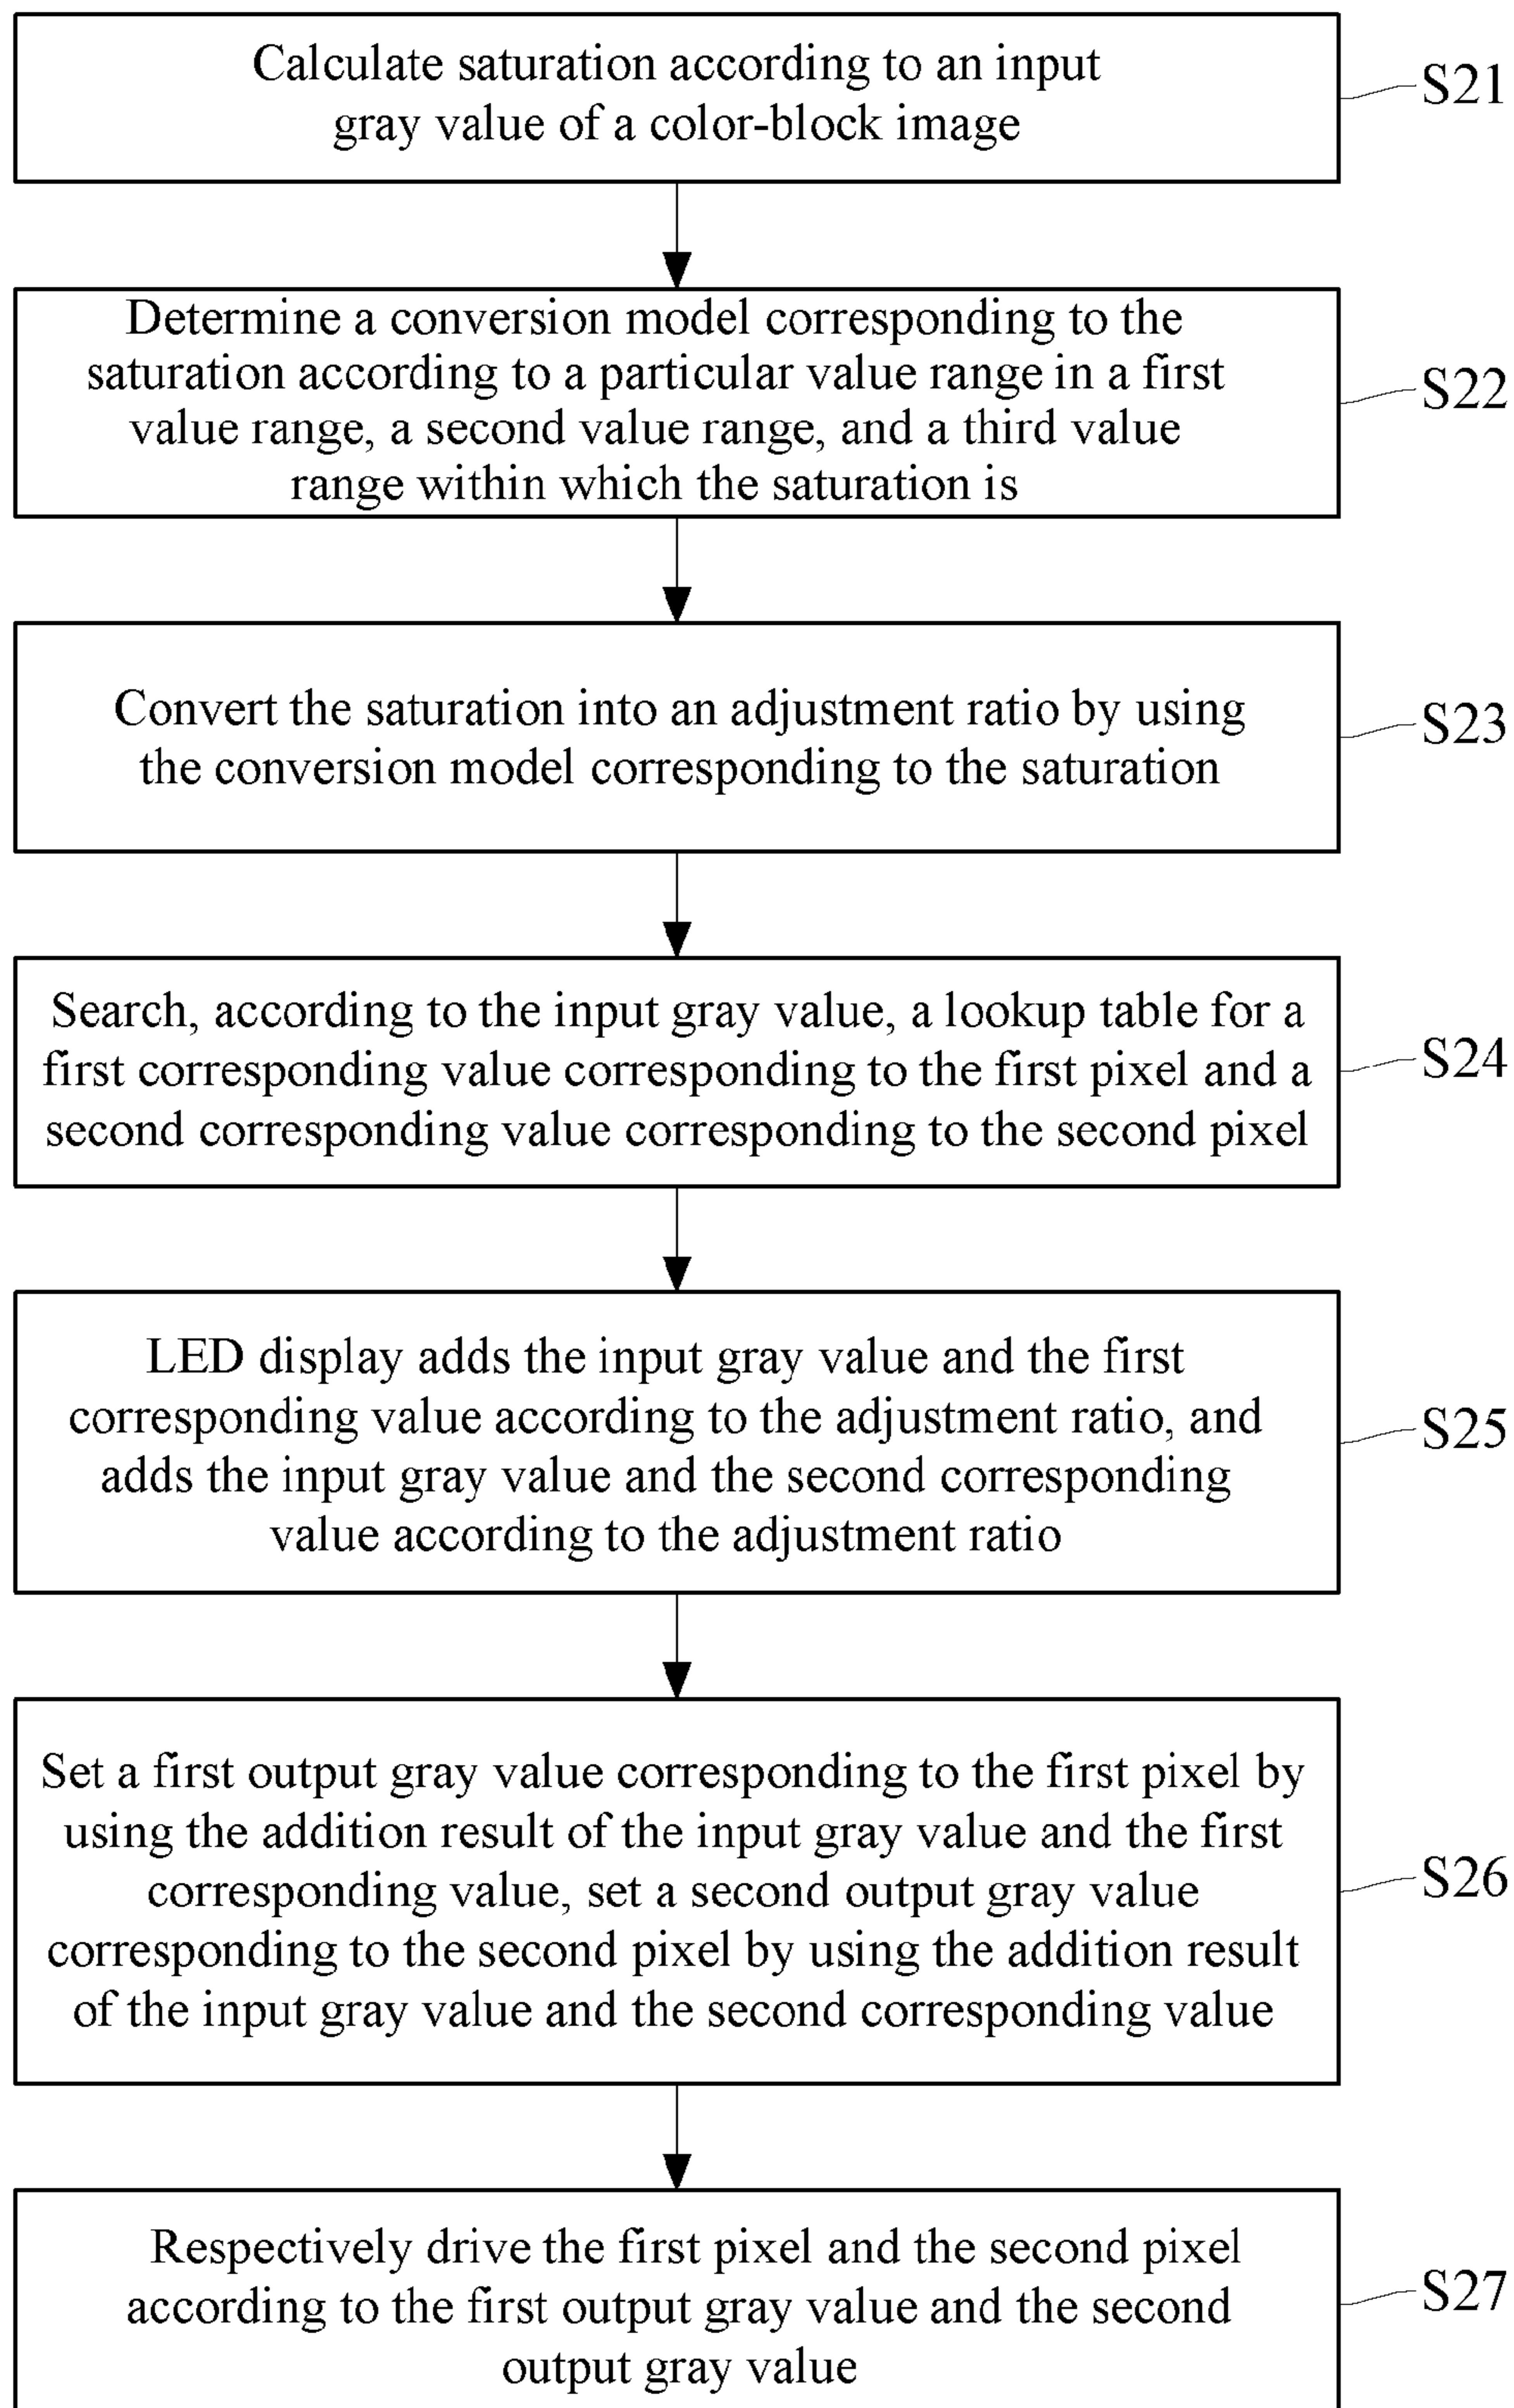 Calculate saturation according to an input
gray value of a color-block image
S21
Determine a conversion model corresponding to the
saturation according to a particular value range in a first
value range, a second value range, and a third value
range within which the saturation is
S22
Convert the saturation into an adjustment ratio by using
the conversion model corresponding to the saturation
S23
Search, according to the input gray value, a lookup table for a
first corresponding value corresponding to the first pixel and a
second corresponding value corresponding to the second pixel
S24
LED display adds the input gray value and the first
corresponding value according to the adjustment ratio, and
adds the input gray value and the second corresponding
value according to the adjustment ratio
S25
Set a first output gray value corresponding to the first pixel by
using the addition result of the input gray value and the first
corresponding value, set a second output gray value
corresponding to the second pixel by using the addition result
of the input gray value and the second corresponding value
S26
Respectively drive the first pixel and the second pixel
according to the first output gray value and the second
output gray value
S27